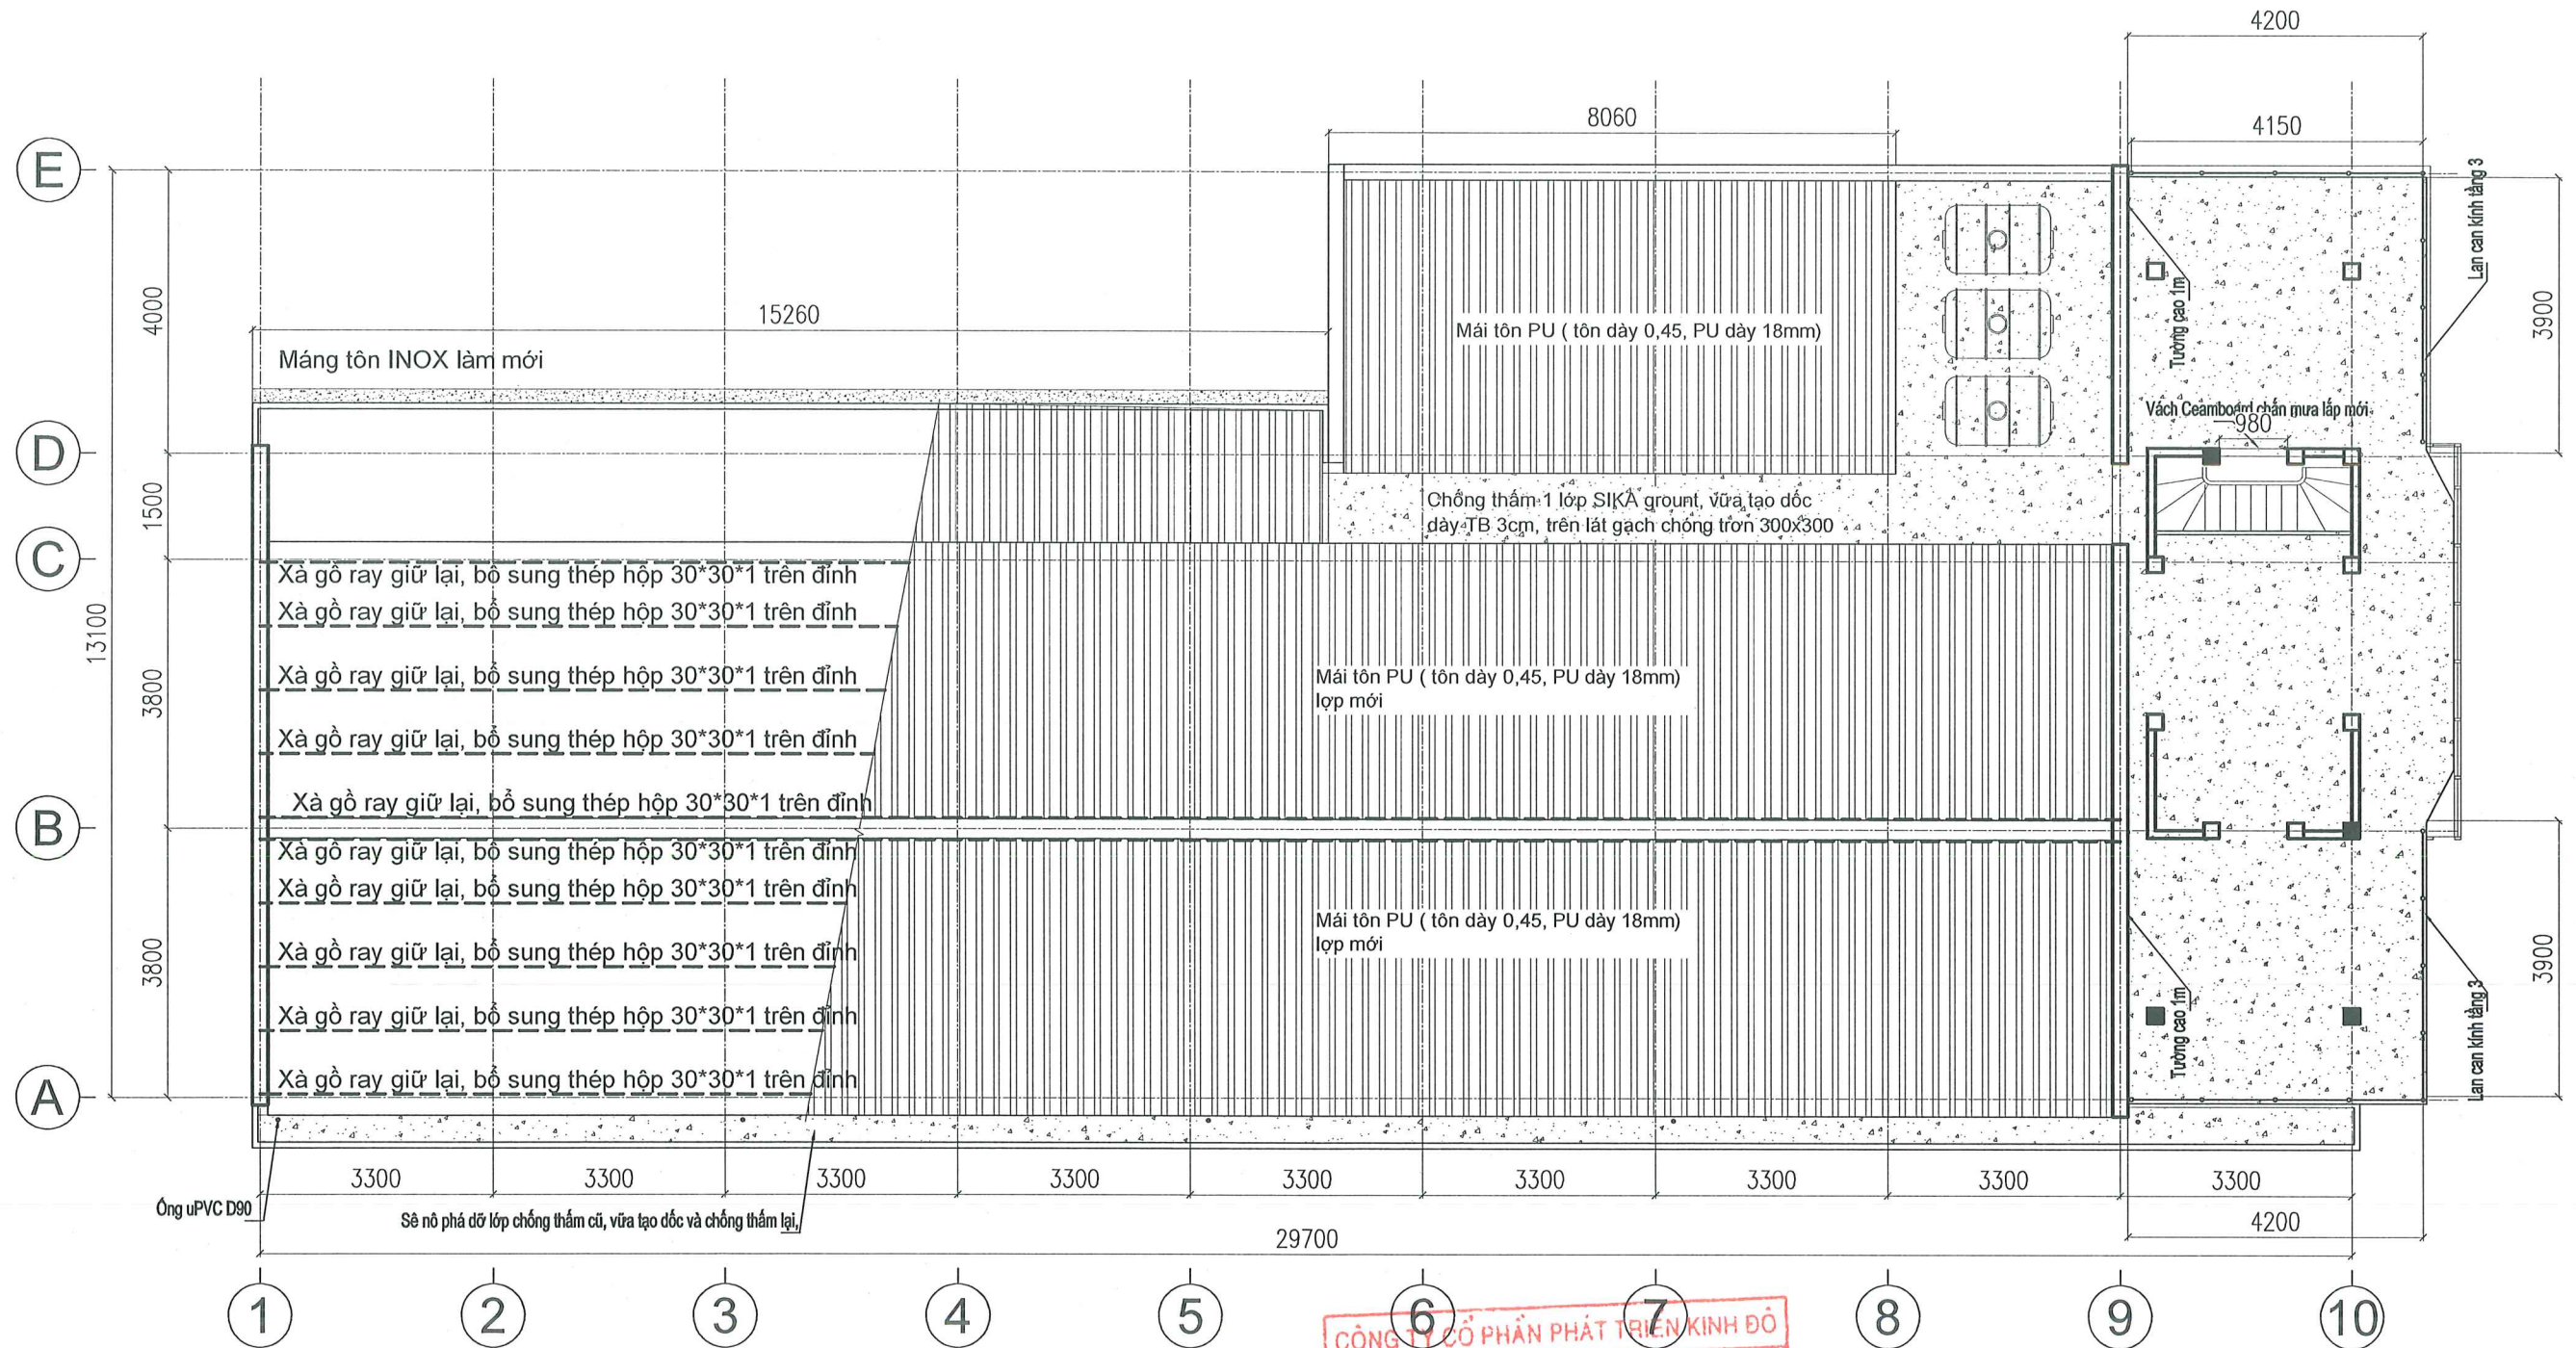 4200
8060
4150
E
Lan can kính tầng 3
4000
15260
3900
Mái tôn PU ( tôn dày 0,45, PU dày 18mm)
Tường cao 1m
Máng tôn INOX làm mới
Vách Ceamboard chắn mưa lắp mới
980
D
1500
Chống thấm 1 lớp SIKA grount, vữa tạo dốc
dày TB 3cm, trên lát gạch chóng trơn 300x300
C
Xà gồ ray giữ lại, bổ sung thép hộp 30*30*1 trên đỉnh
Xà gồ ray giữ lại, bổ sung thép hộp 30*30*1 trên đỉnh
13100
3800
Xà gồ ray giữ lại, bổ sung thép hộp 30*30*1 trên đỉnh
Mái tôn PU ( tôn dày 0,45, PU dày 18mm)
lợp mới
Xà gồ ray giữ lại, bổ sung thép hộp 30*30*1 trên đỉnh
Xà gồ ray giữ lại, bổ sung thép hộp 30*30*1 trên đỉnh
B
Xà gồ ray giữ lại, bổ sung thép hộp 30*30*1 trên đỉnh
Xà gồ ray giữ lại, bổ sung thép hộp 30*30*1 trên đỉnh
Mái tôn PU ( tôn dày 0,45, PU dày 18mm)
lợp mới
3800
Xà gồ ray giữ lại, bổ sung thép hộp 30*30*1 trên đỉnh
3900
Xà gồ ray giữ lại, bổ sung thép hộp 30*30*1 trên đỉnh
Tường cao 1m
Lan can kính tầng 3
Xà gồ ray giữ lại, bổ sung thép hộp 30*30*1 trên đỉnh
A
3300 3300 3300 3300 3300 3300 3300 3300 3300
Ống uPVC D90
Sê nô phá dỡ lớp chống thấm cũ, vữa tạo dốc và chống thấm lại,
4200
29700
1 2 3 4 5 6 7 8 9 10
CÔNG TY CỔ PHẦN PHÁT TRIỂN KINH ĐÔ